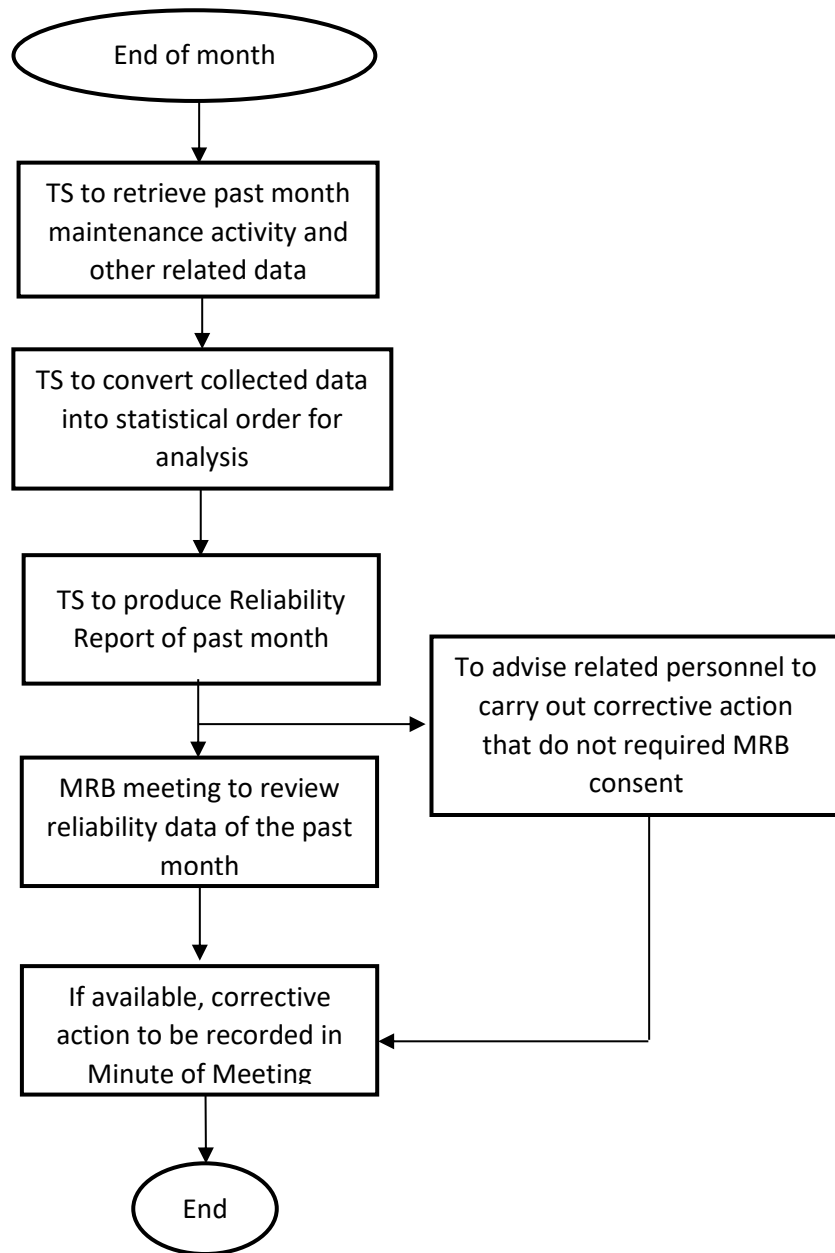 End of month
TS to retrieve past month
maintenance activity and
other related data
TS to convert collected data
into statistical order for
analysis
TS to produce Reliability
Report of past month
To advise related personnel to
carry out corrective action
that do not required MRB
consent
MRB meeting to review
reliability data of the past
month
If available, corrective
action to be recorded in
Minute of Meeting
End